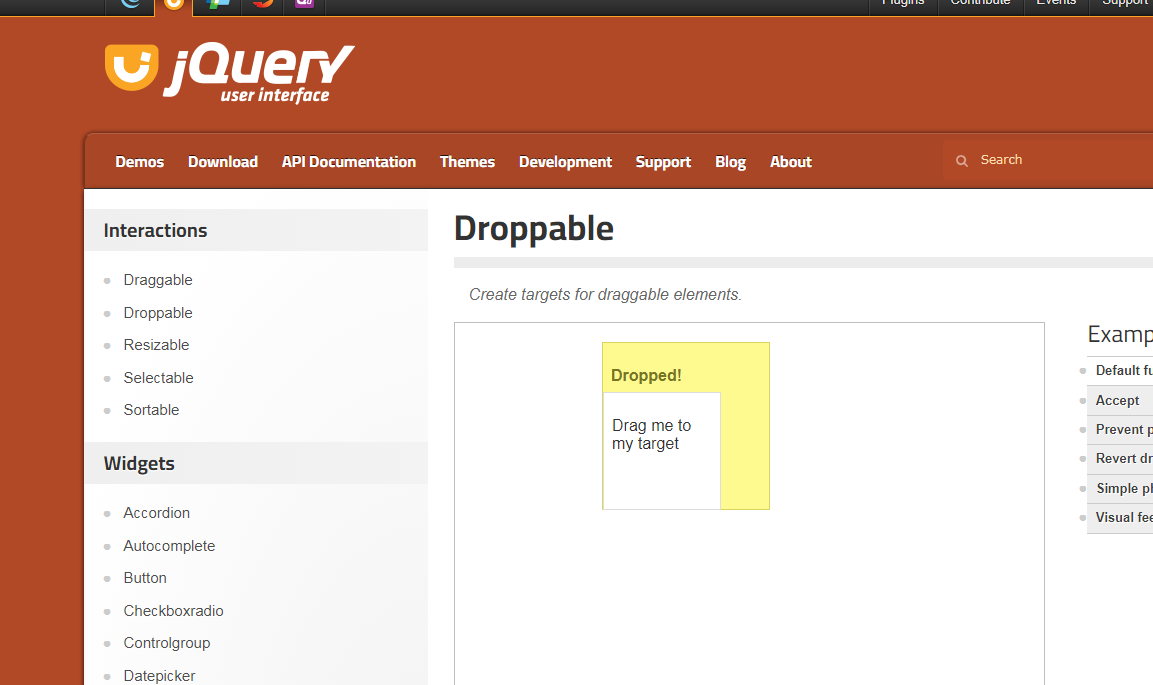 Plugins Contribute Events Support
jQuery
user interface
Demos Download API Documentation Themes Development Support Blog About Search
Interactions
Draggable
Droppable
Resizable
Selectable
Sortable
Widgets
Accordion
Autocomplete
Button
Checkboxradio
Controlgroup
Datepicker
Droppable
Create targets for draggable elements.
Dropped!
Drag me to
my target
Examp
Default fu
Accept
Prevent p
Revert dr
Simple ph
Visual fee